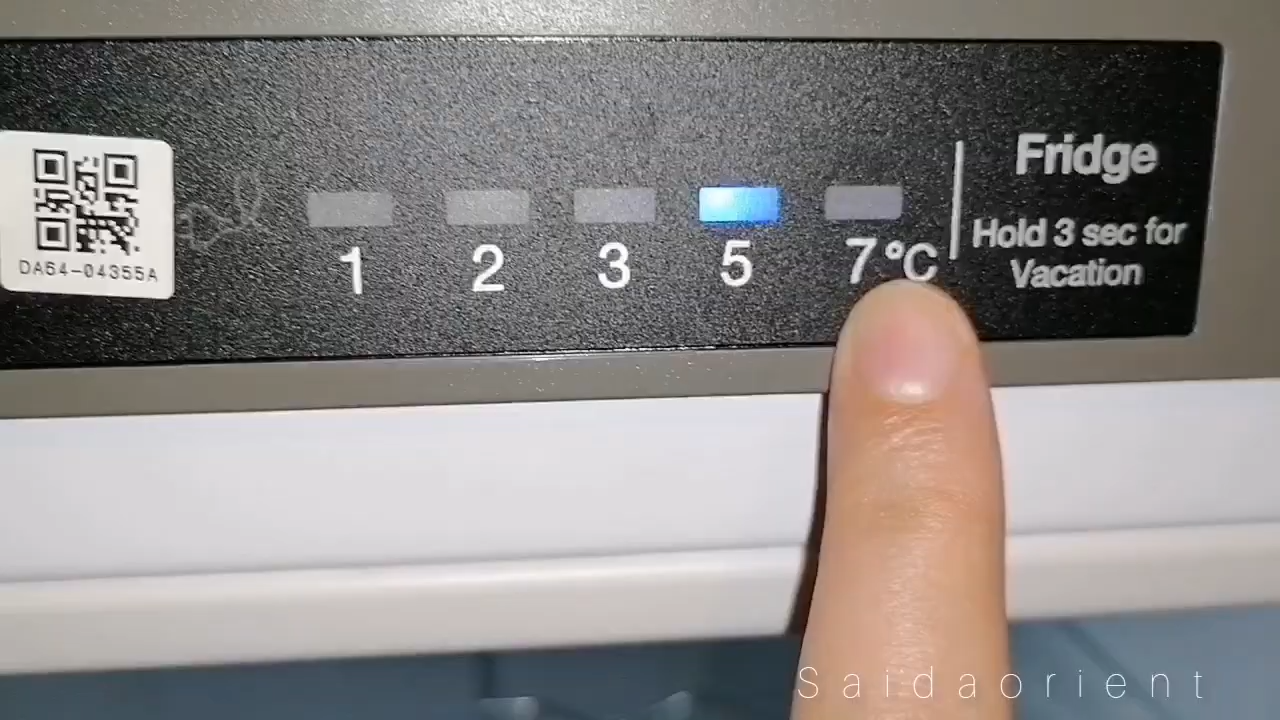 DA64-04355A
1 2 3 5 7 °C
Fridge
Hold 3 sec for
Vacation
Saidaorient